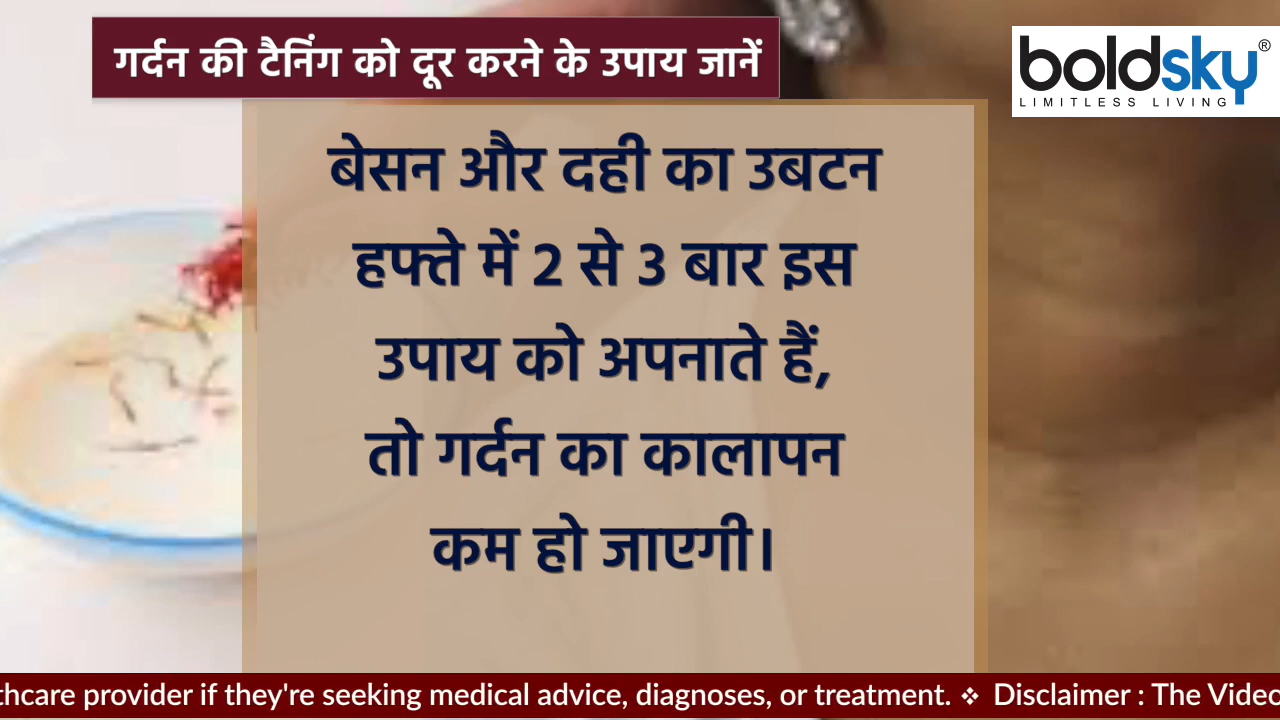 गर्दन की टैनिंग को दूर करने के उपाय जानें
boldsky®
LIMITLESS LIVING
बेसन और दही का उबटन
हफ्ते में 2 से 3 बार इस
उपाय को अपनाते हैं,
तो गर्दन का कालापन
कम हो जाएगी।
thcare provider if they're seeking medical advice, diagnoses, or treatment. ❖ Disclaimer : The Video